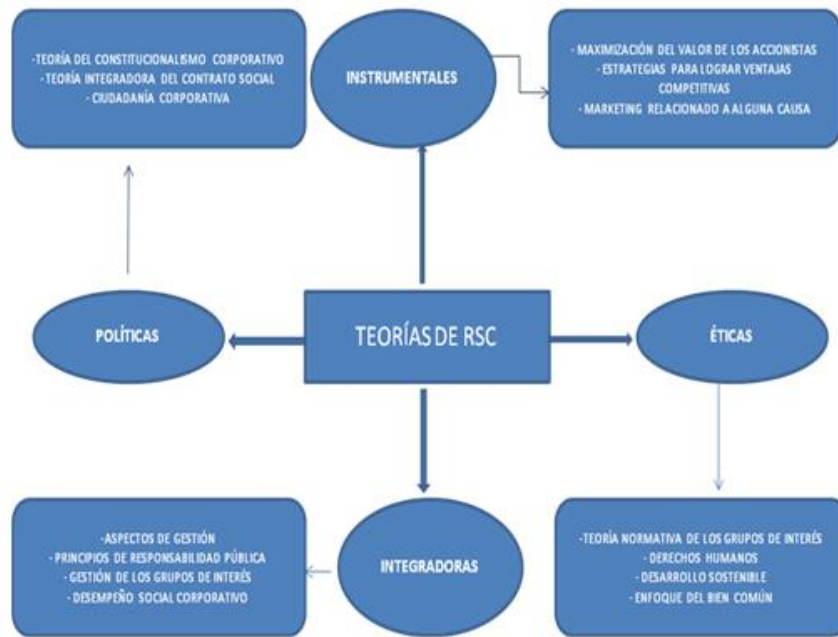 -TEORÍA DEL CONSTITUCIONALISMO CORPORATIVO
- TEORÍA INTEGRADORA DEL CONTRATO SOCIAL
- CIUDADANÍA CORPORATIVA
INSTRUMENTALES
- MAXIMIZACIÓN DEL VALOR DE LOS ACCIONISTAS
- ESTRATEGIAS PARA LOGRAR VENTAJAS
COMPETITIVAS
- MARKETING RELACIONADO A ALGUNA CAUSA
POLÍTICAS
TEORÍAS DE RSC
ÉTICAS
- ASPECTOS DE GESTIÓN
- PRINCIPIOS DE RESPONSABILIDAD PÚBLICA
- GESTIÓN DE LOS GRUPOS DE INTERÉS
- DESEMPEÑO SOCIAL CORPORATIVO
INTEGRADORAS
-TEORÍA NORMATIVA DE LOS GRUPOS DE INTERÉS
- DERECHOS HUMANOS
- DESARROLLO SOSTENIBLE
- ENFOQUE DEL BIEN COMÚN